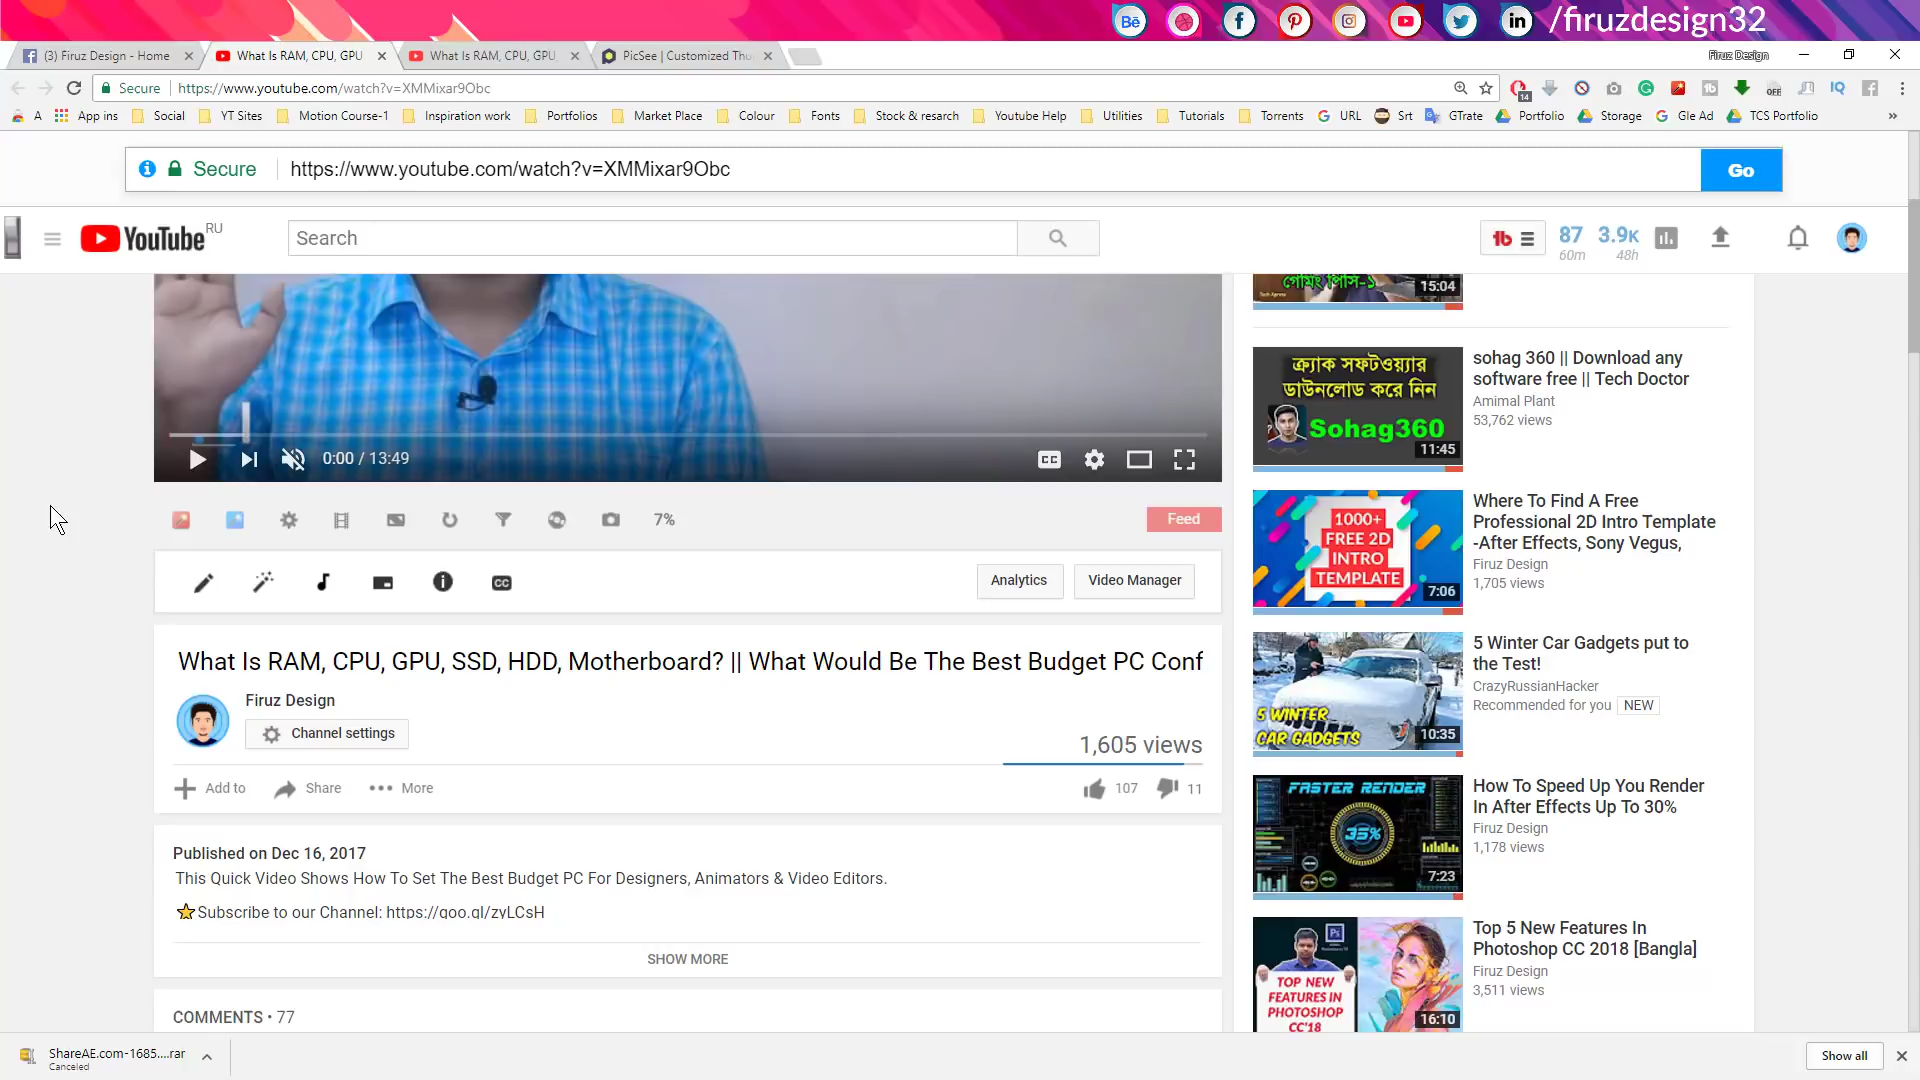 /firuzdesign32
(3) Firuz Design - Home
What Is RAM, CPU, GPU
What Is RAM, CPU, GPU,
PicSee | Customized Thu
Firuz Design
Secure
https://www.youtube.com/watch?v=XMMixar9Obc
14
OFF
IQ
A
App ins
Social
YT Sites
Motion Course-1
Inspiration work
Portfolios
Market Place
Colour
Fonts
Stock & resarch
Youtube Help
Utilities
Tutorials
Torrents
URL
Srt
GTrate
Portfolio
Storage
Gle Ad
TCS Portfolio
Secure
https://www.youtube.com/watch?v=XMMixar9Obc
Go
YouTube RU
Search
87
60m
3.9K
48h
গেমিং পিসি-১
15:04
0:00 / 13:49
7%
Feed
Analytics
Video Manager
What Is RAM, CPU, GPU, SSD, HDD, Motherboard? || What Would Be The Best Budget PC Conf
Firuz Design
Channel settings
1,605 views
Add to
Share
More
107
11
Published on Dec 16, 2017
This Quick Video Shows How To Set The Best Budget PC For Designers, Animators & Video Editors.
Subscribe to our Channel: https://goo.gl/zyLCsH
SHOW MORE
COMMENTS • 77
ক্র্যাক সফটওয়্যার
ডাউনলোড করে নিন
Sohag360
11:45
sohag 360 || Download any
software free || Tech Doctor
Amimal Plant
53,762 views
1000+
FREE 2D
INTRO
TEMPLATE
7:06
Where To Find A Free
Professional 2D Intro Template
-After Effects, Sony Vegus,
Firuz Design
1,705 views
5 WINTER
CAR GADGETS
10:35
5 Winter Car Gadgets put to
the Test!
CrazyRussianHacker
Recommended for you
NEW
FASTER RENDER
35%
7:23
How To Speed Up You Render
In After Effects Up To 30%
Firuz Design
1,178 views
Ps
TOP NEW
FEATURES IN
PHOTOSHOP
CC'18
16:10
Top 5 New Features In
Photoshop CC 2018 [Bangla]
Firuz Design
3,511 views
ShareAE.com-1685....rar
Canceled
Show all